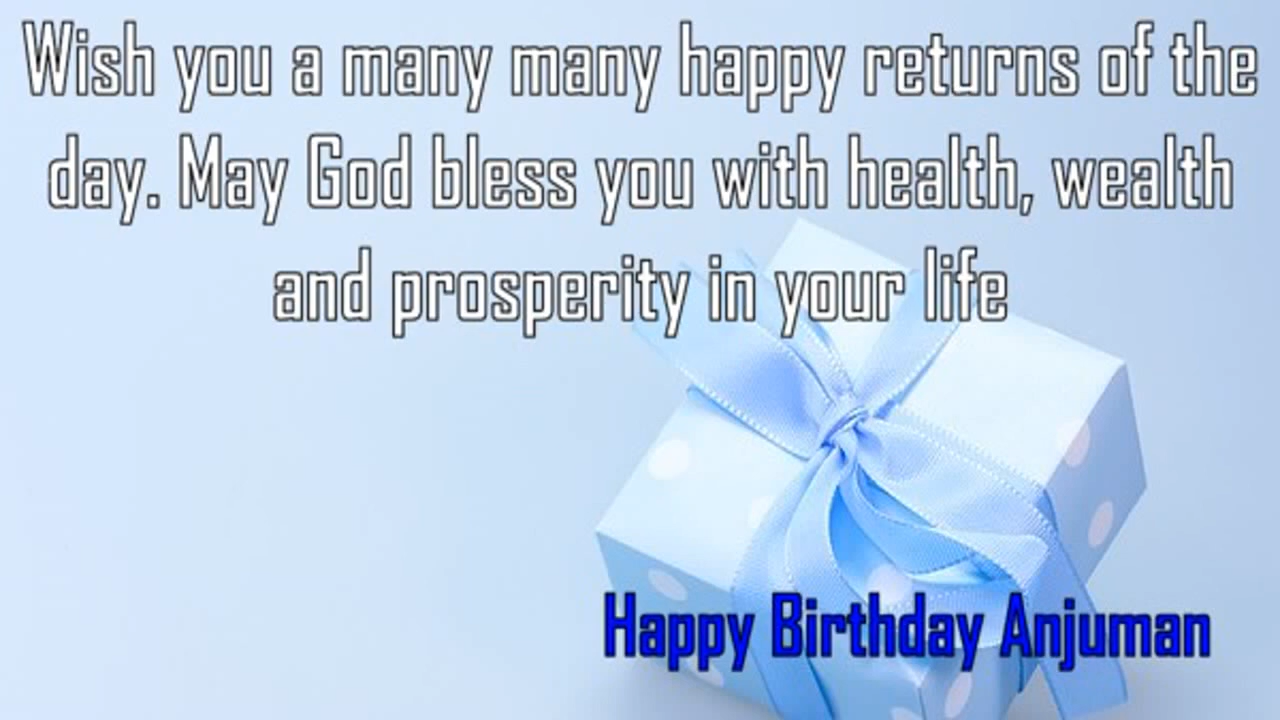 Wish you a many many happy returns of the
day. May God bless you with health, wealth
and prosperity in your life
Happy Birthday Anjuman